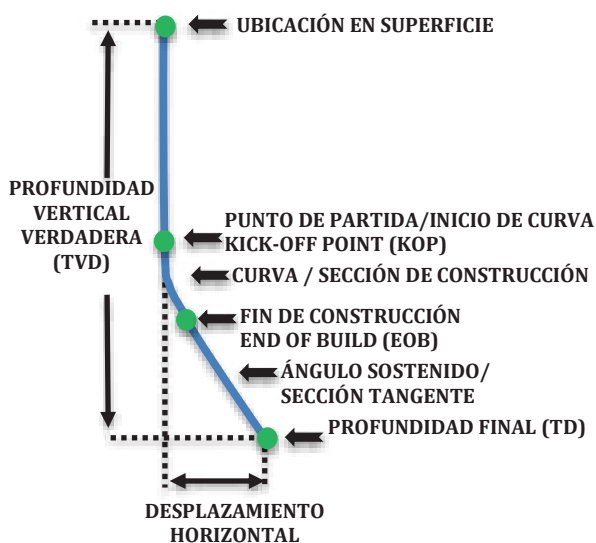 UBICACIÓN EN SUPERFICIE
PROFUNDIDAD
VERTICAL
VERDADERA
(TVD)
PUNTO DE PARTIDA/INICIO DE CURVA
KICK-OFF POINT (KOP)
CURVA / SECCIÓN DE CONSTRUCCIÓN
FIN DE CONSTRUCCIÓN
END OF BUILD (EOB)
ÁNGULO SOSTENIDO/
SECCIÓN TANGENTE
PROFUNDIDAD FINAL (TD)
DESPLAZAMIENTO
HORIZONTAL